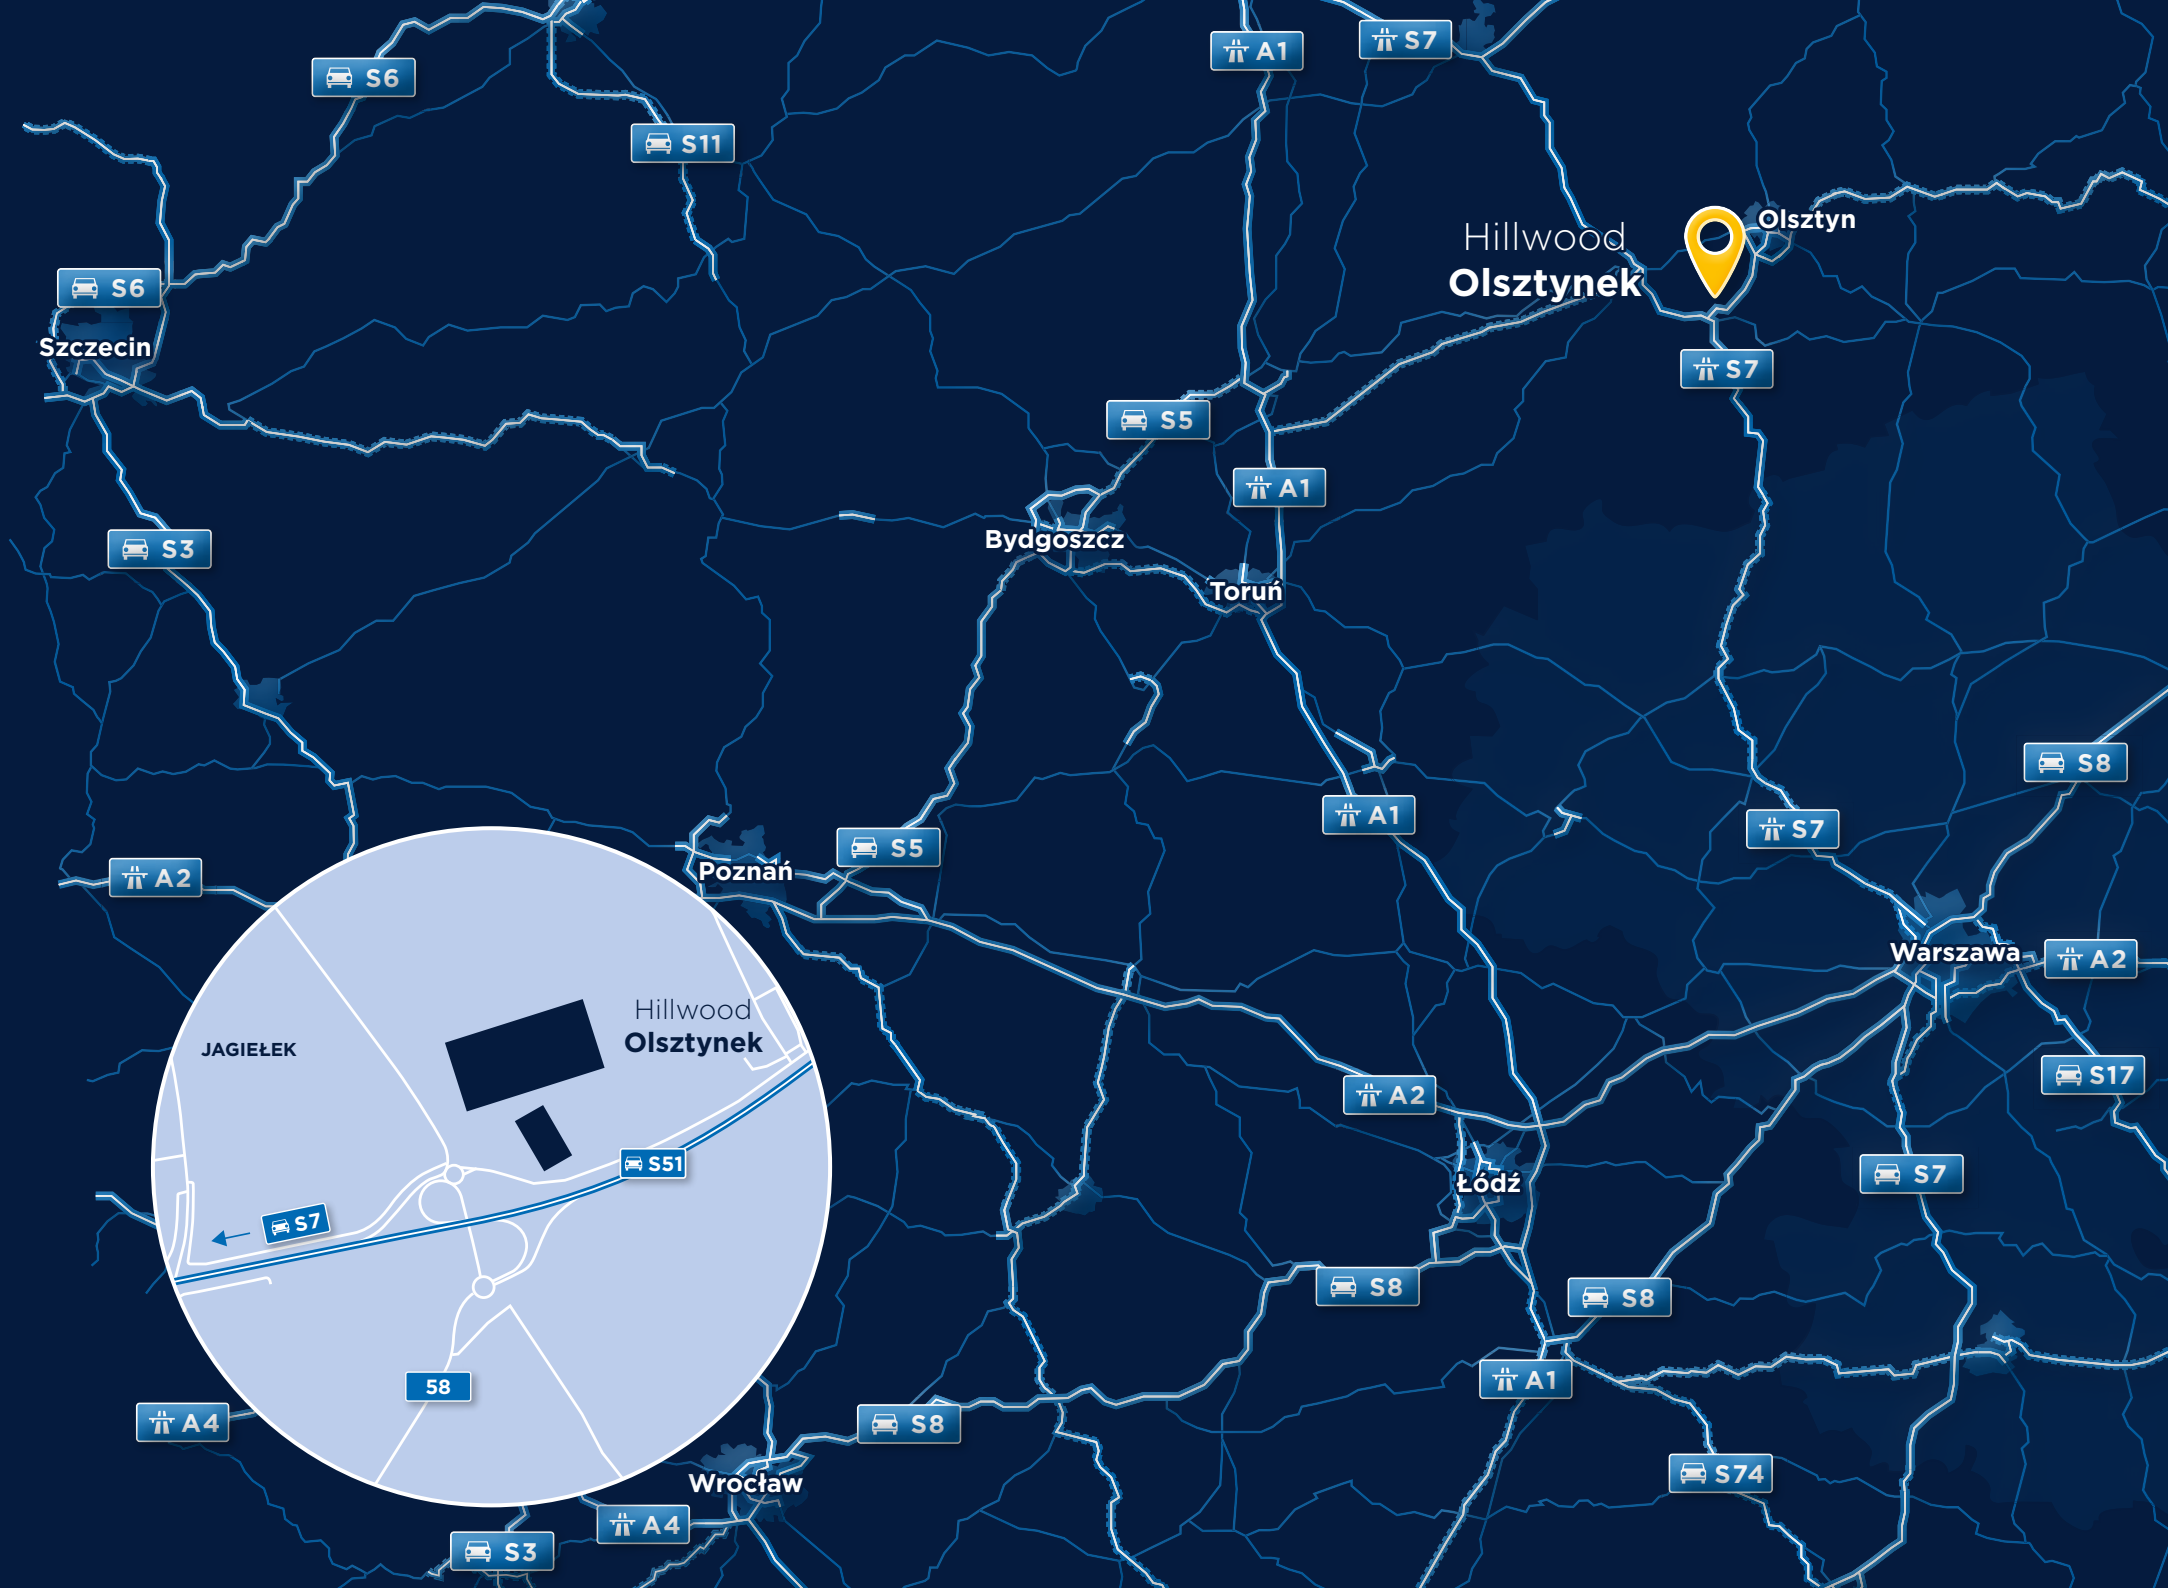 A1
S7
S6
S11
Olsztyn
Hillwood
Olsztynek
S6
Szczecin
S7
S5
A1
Bydgoszcz
S3
Toruń
S8
A1
S7
S5
Poznań
A2
Warszawa
A2
Hillwood
Olsztynek
JAGIEŁEK
S17
A2
S51
Łódź
S7
S7
S8
S8
58
A1
A4
S8
S74
Wrocław
A4
S3